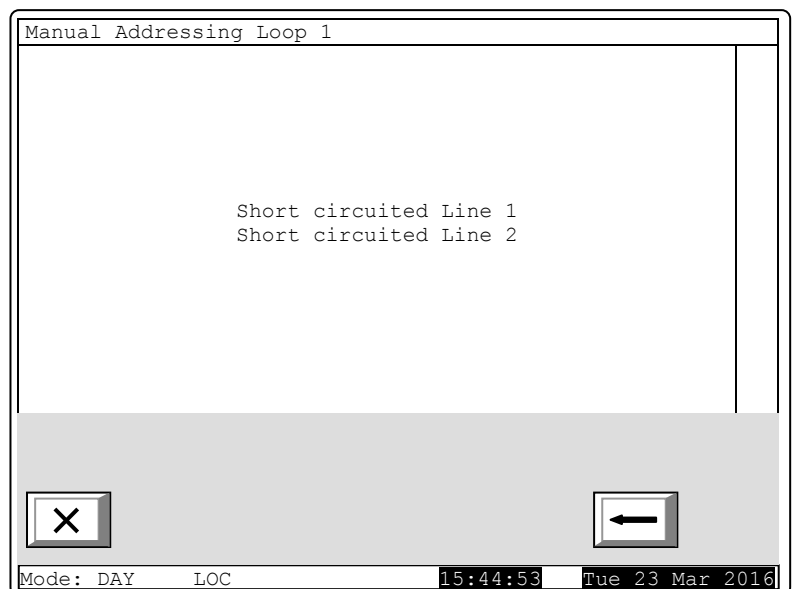 Manual Addressing Loop 1
Short circuited Line 1
Short circuited Line 2
Mode: DAY LOC 15:44:53 Tue 23 Mar 2016